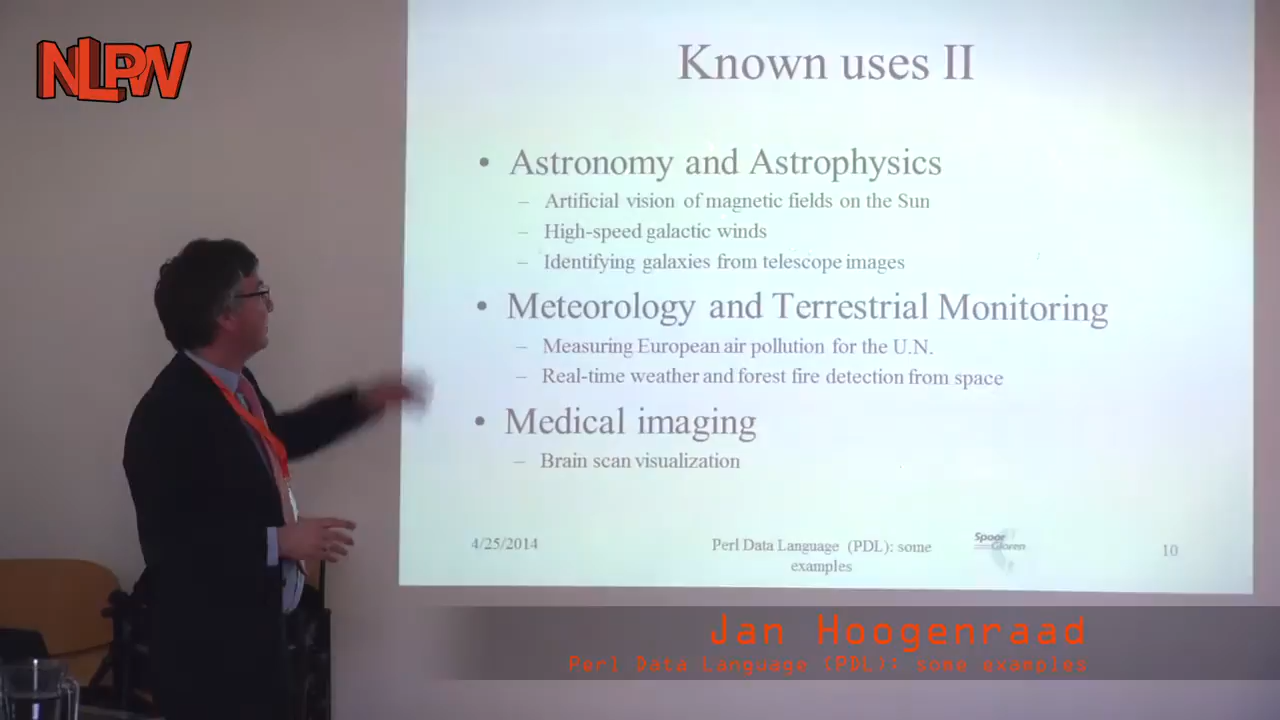 NLPW
Known uses II
• Astronomy and Astrophysics
– Artificial vision of magnetic fields on the Sun
– High-speed galactic winds
– Identifying galaxies from telescope images
• Meteorology and Terrestrial Monitoring
– Measuring European air pollution for the U.N.
– Real-time weather and forest fire detection from space
• Medical imaging
– Brain scan visualization
4/25/2014
Perl Data Language (PDL): some
examples
Spoor
Gloren
10
Jan Hoogenraad
Perl Data Language (PDL): some examples